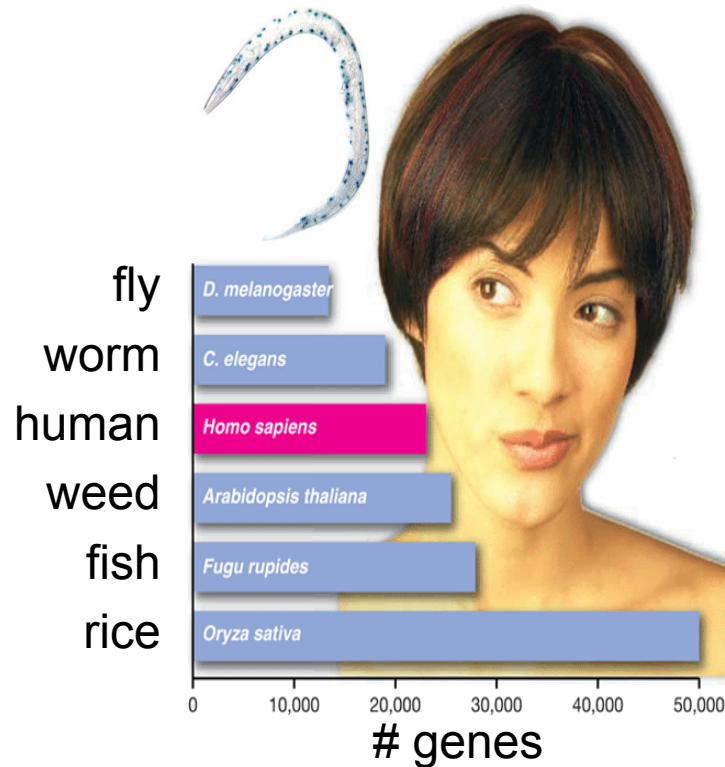 fly
D. melanogaster
worm
C. elegans
human
Homo sapiens
weed
Arabidopsis thaliana
fish
Fugu rupides
rice
Oryza sativa
0 10,000 20,000 30,000 40,000 50,000
# genes